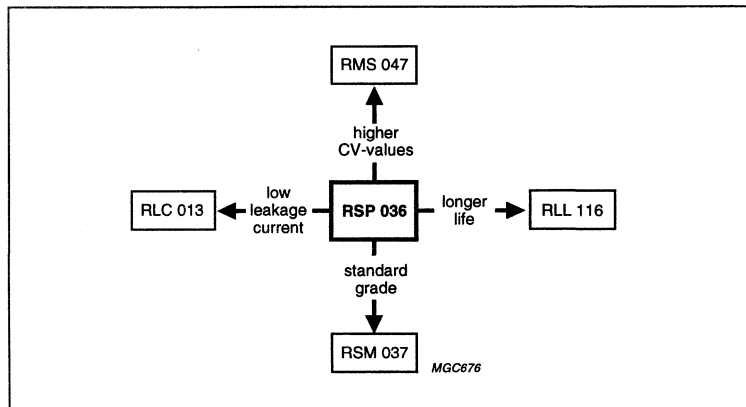 RMS 047
higher
CV-values
RLC 013
low
leakage
current
RSP 036
longer
life
RLL 116
standard
grade
RSM 037
MGC676